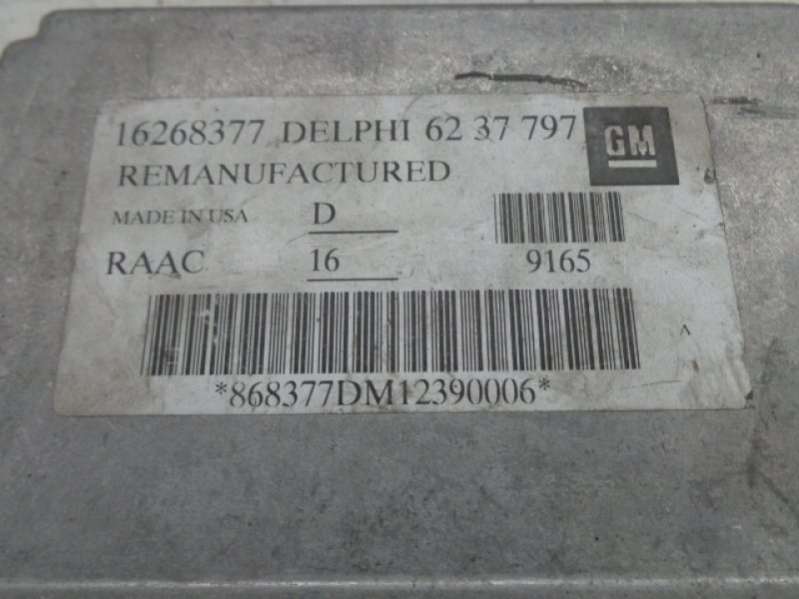 16268377 DELPHI 62 37 797 GM
REMANUFACTURED
MADE IN USA D
RAAC 16 9165
*868377DM12390006*
A